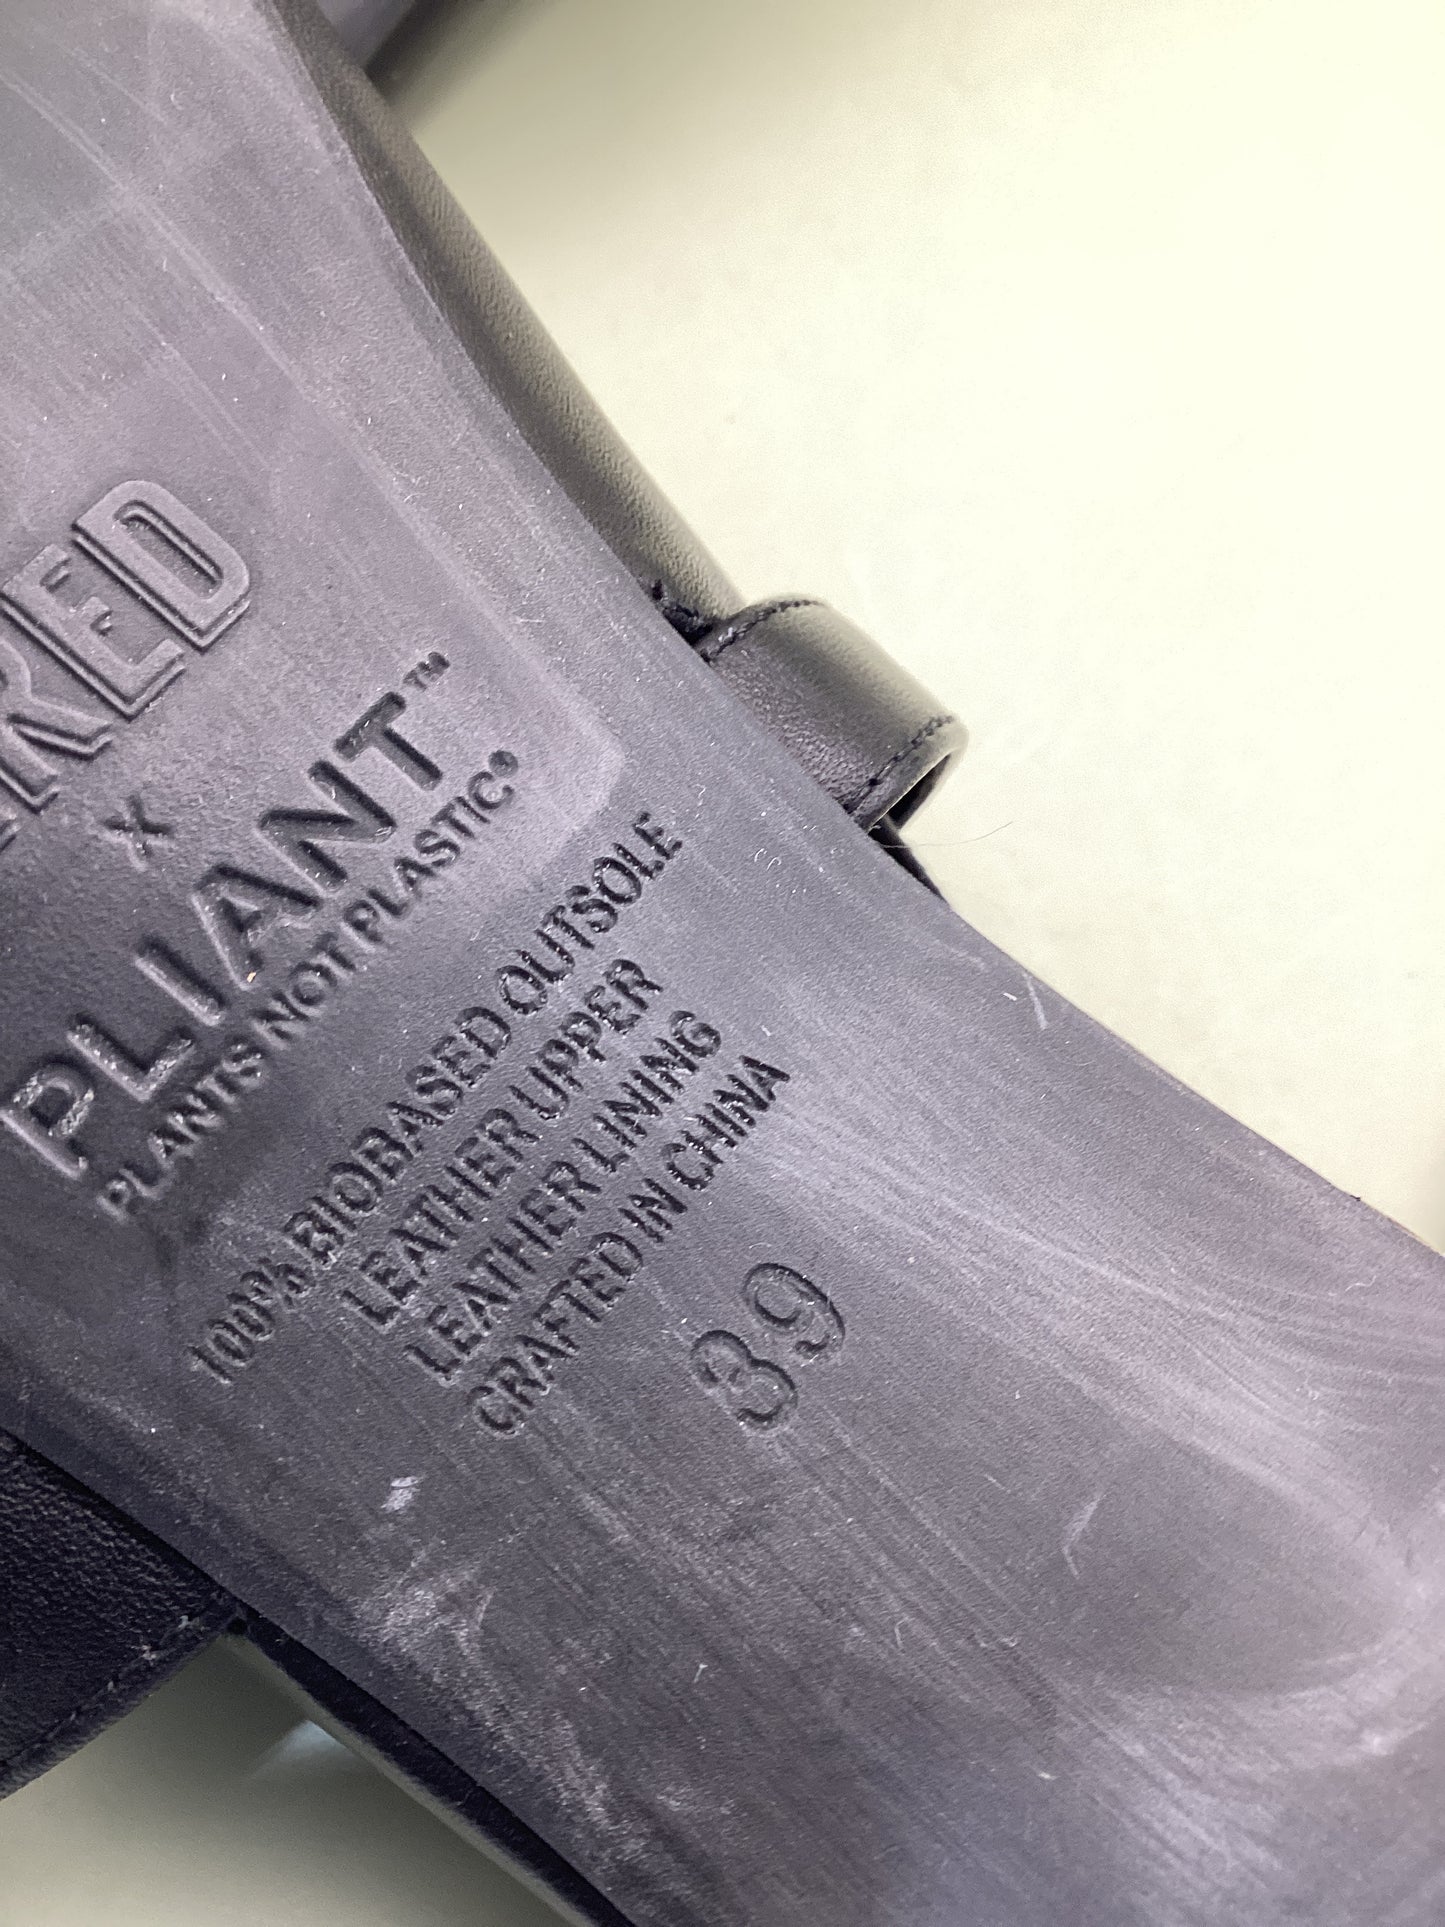 RED
×
PLIANT™
PLANTS NOT PLASTIC®
100% BIOBASED OUTSOLE
LEATHER UPPER
LEATHER LINING
CRAFTED IN CHINA
39